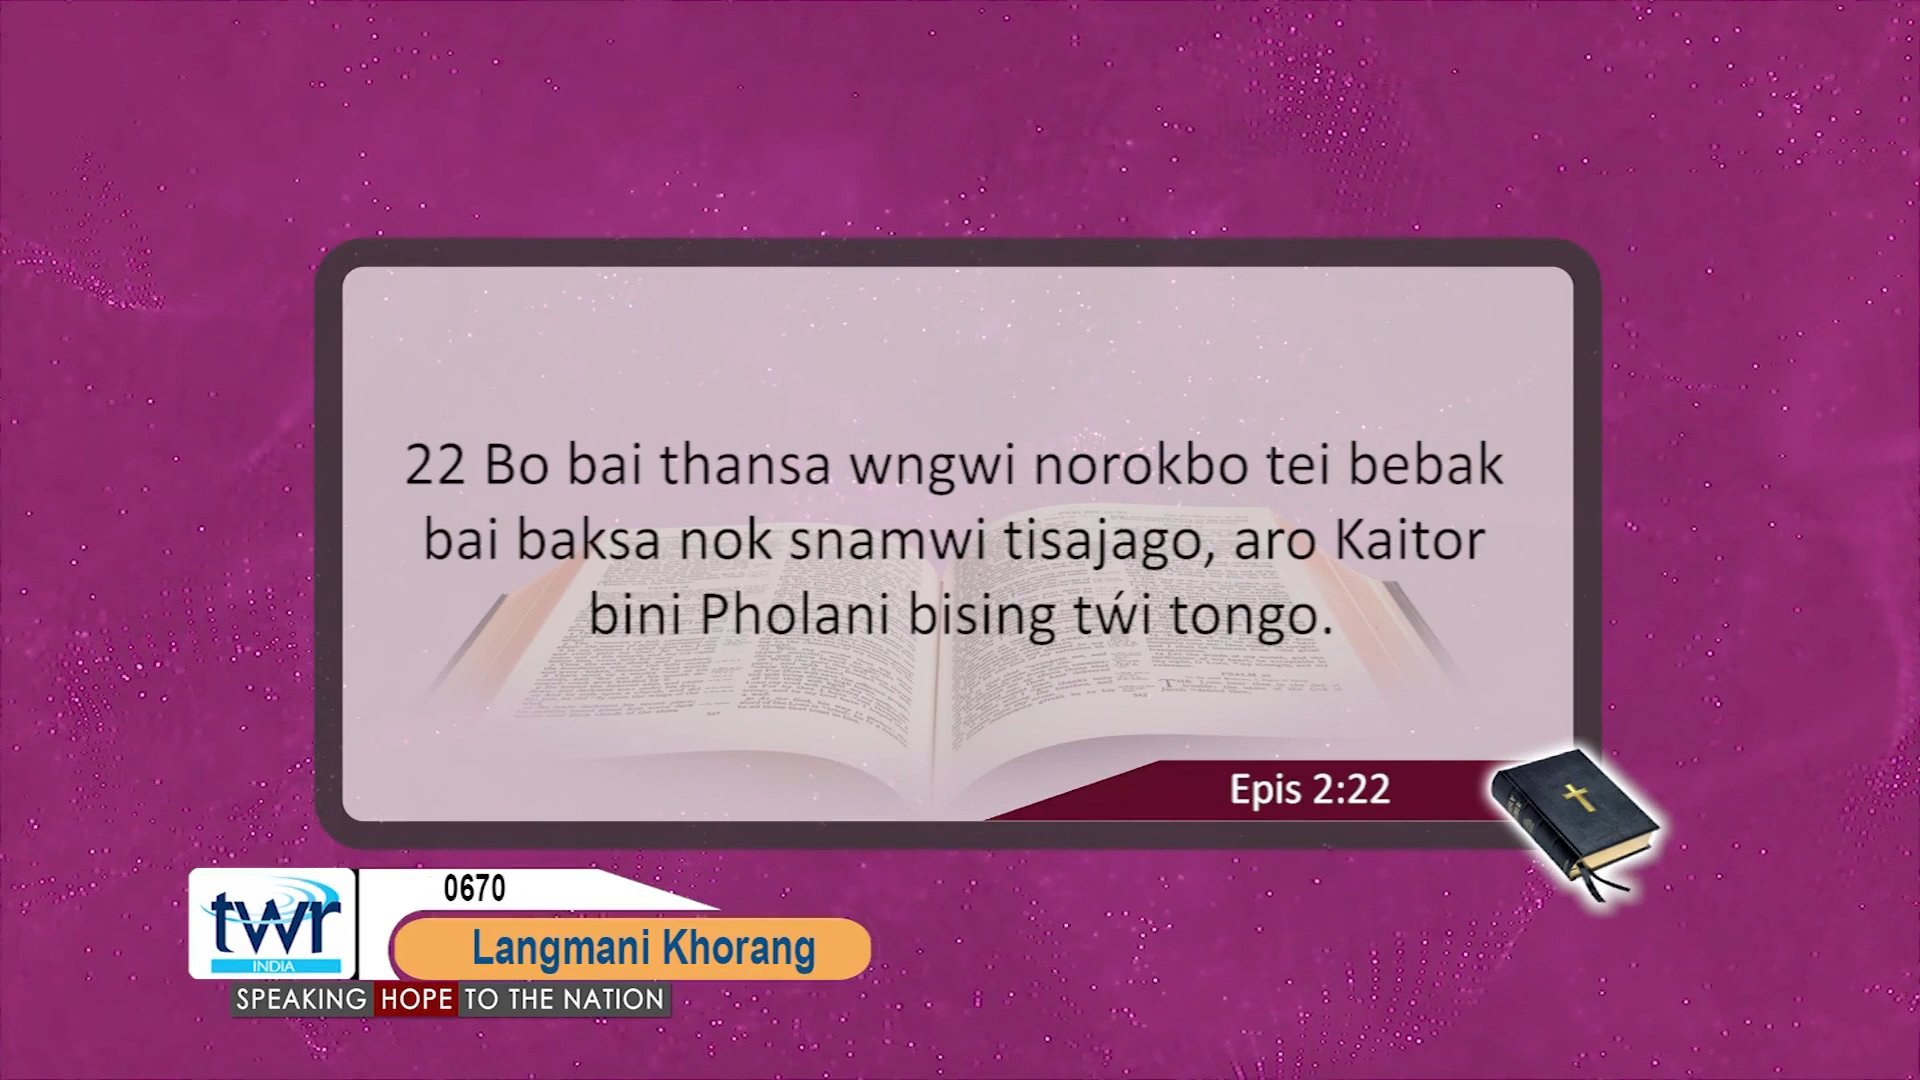 22 Bo bai thansa wngwi norokbo tei bebak
bai baksa nok snamwi tisajago, aro Kaitor
bini Pholani bising tẃi tongo.
Epis 2:22
0670
twr
INDIA
Langmani Khorang
SPEAKING HOPE TO THE NATION